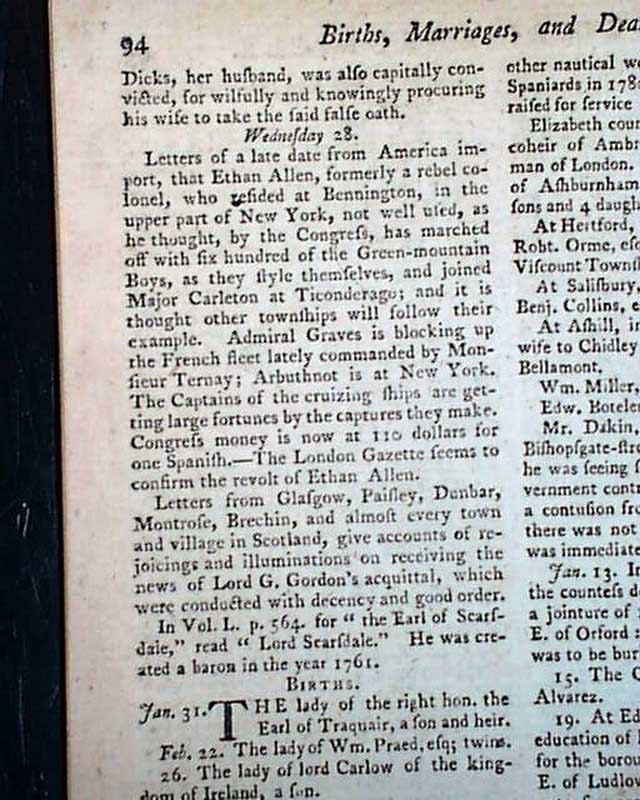 94
Births, Marriages, and Dea
Dicks, her huſband, was alſo capitally con-
victed, for wilfully and knowingly procuring
his wife to take the ſaid falſe oath.
Wedneſday 28.
Letters of a late date from America im-
port, that Ethan Allen, formerly a rebel co-
lonel, who reſided at Bennington, in the
upper part of New York, not well uſed, as
he thought, by the Congreſs, has marched
off with ſix hundred of the Green-mountain
Boys, as they ſtyle themſelves, and joined
Major Carleton at Ticonderago; and it is
thought other townſhips will follow their
example. Admiral Graves is blocking up
the French fleet lately commanded by Mon-
ſieur Ternay; Arbuthnot is at New York.
The Captains of the cruizing ſhips are get-
ting large fortunes by the captures they make.
Congreſs money is now at 110 dollars for
one Spaniſh.—The London Gazette ſeems to
confirm the revolt of Ethan Allen.
Letters from Glaſgow, Paiſley, Dunbar,
Montroſe, Brechin, and almoſt every town
and village in Scotland, give accounts of re-
joicings and illuminations on receiving the
news of Lord G. Gordon's acquittal, which
were conducted with decency and good order.
In Vol. L. p. 564. for “ the Earl of Scarſ-
dale,” read “ Lord Scarſdale.” He was cre-
ated a baron in the year 1761.
BIRTHS.
Jan. 31. THE lady of the right hon. the
Earl of Traquair, a ſon and heir.
Feb. 22. The lady of Wm. Praed, eſq; twins.
26. The lady of lord Carlow of the king-
dom of Ireland, a ſon.
other nautical w
Spaniards in 178
raiſed for ſervice
Elizabeth coun
coheir of Ambr
man of London.
of Aſhburnham
ſons and 4 daugh
At Hertford,
Robt. Orme, eſq
Viſcount Townſ
At Saliſbury,
Benj. Collins, e
At Aſhill, i
wife to Chidley
Bellamont.
Wm. Miller,
Edw. Boteler
Mr. Dakin,
Biſhopſgate-ſtr
he was ſeeing ſ
vernment contr
a contuſion fro
there was not
was immediate
Jan. 13. In
the counteſs d
a jointure of
E. of Orford
was to be bur
15. The C
Alvarez.
19. At Ed
education of
for the borou
E. of Ludlow